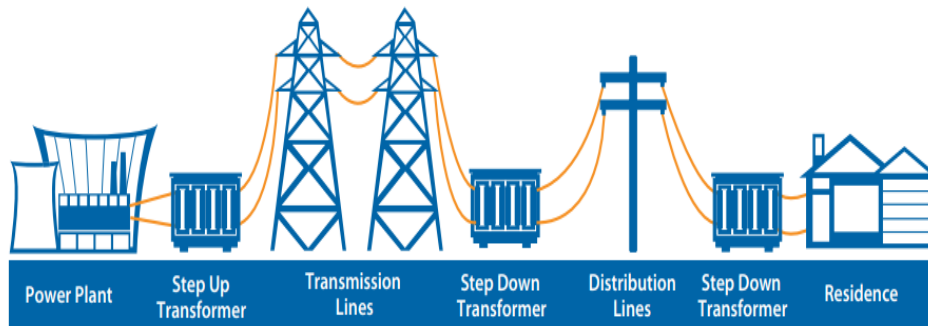 Power Plant
Step Up
Transformer
Transmission
Lines
Step Down
Transformer
Distribution
Lines
Step Down
Transformer
Residence